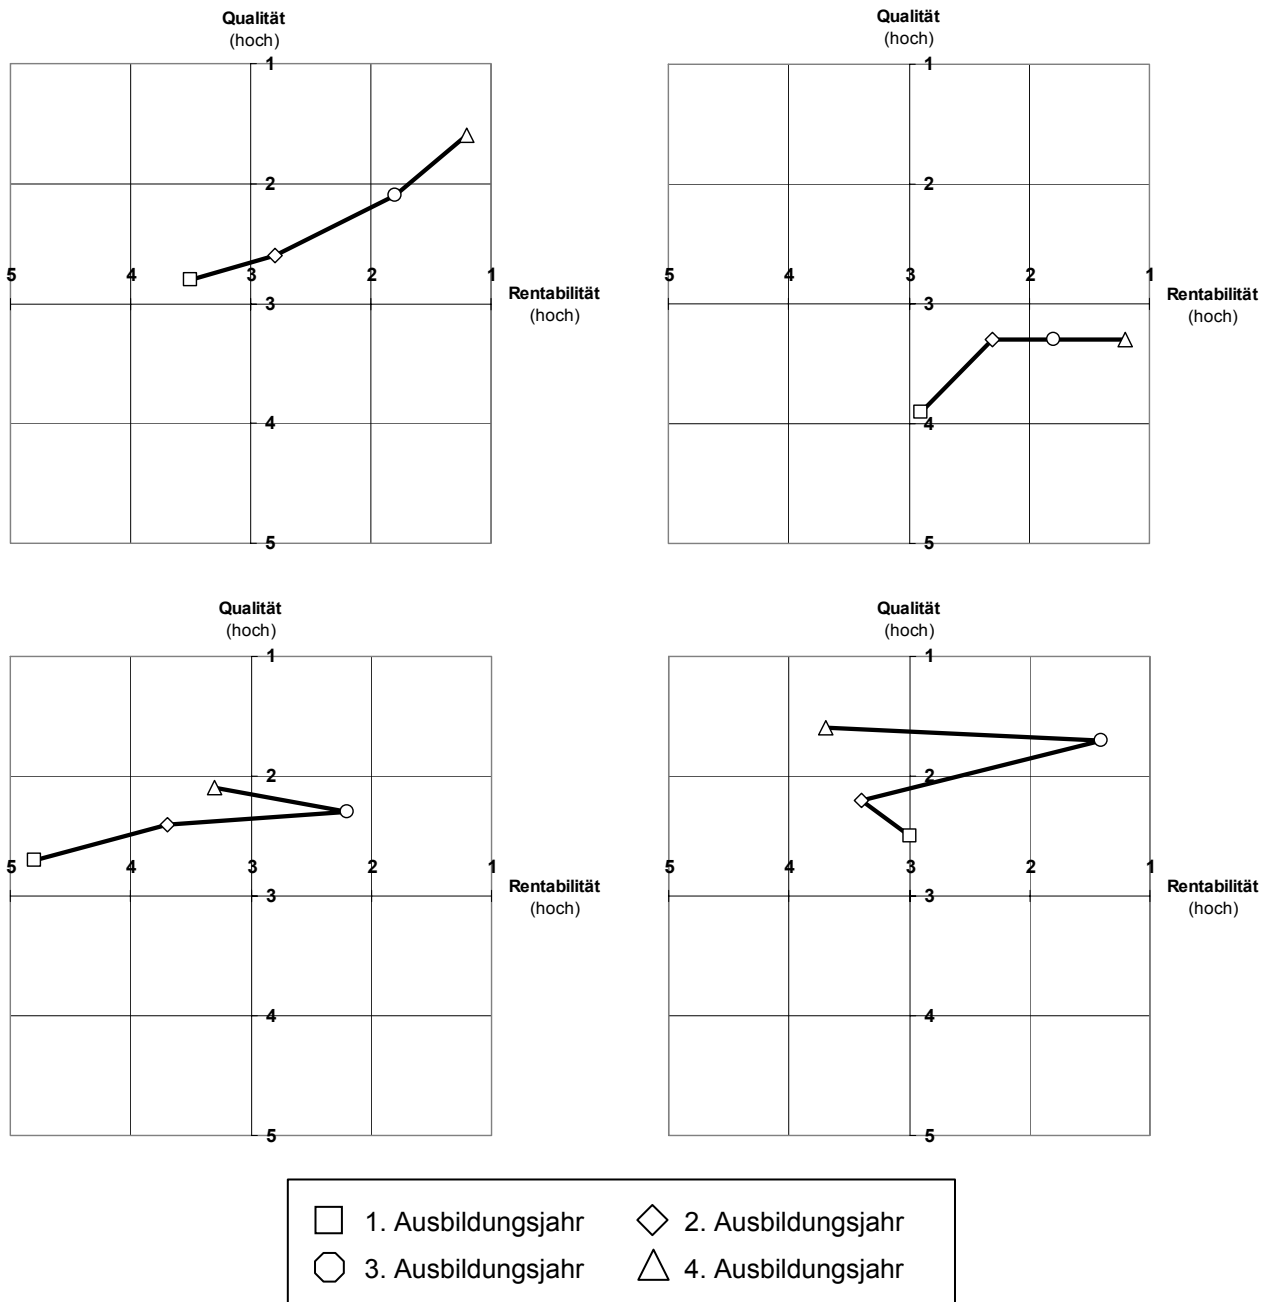 Qualität
(hoch)
1
2
5 4 3 2 1
Rentabilität
(hoch)
3
4
5
Qualität
(hoch)
1
2
5 4 3 2 1
Rentabilität
(hoch)
3
4
5
Qualität
(hoch)
1
2
5 4 3 2 1
Rentabilität
(hoch)
3
4
5
Qualität
(hoch)
1
2
5 4 3 2 1
Rentabilität
(hoch)
3
4
5
1. Ausbildungsjahr 2. Ausbildungsjahr
3. Ausbildungsjahr 4. Ausbildungsjahr